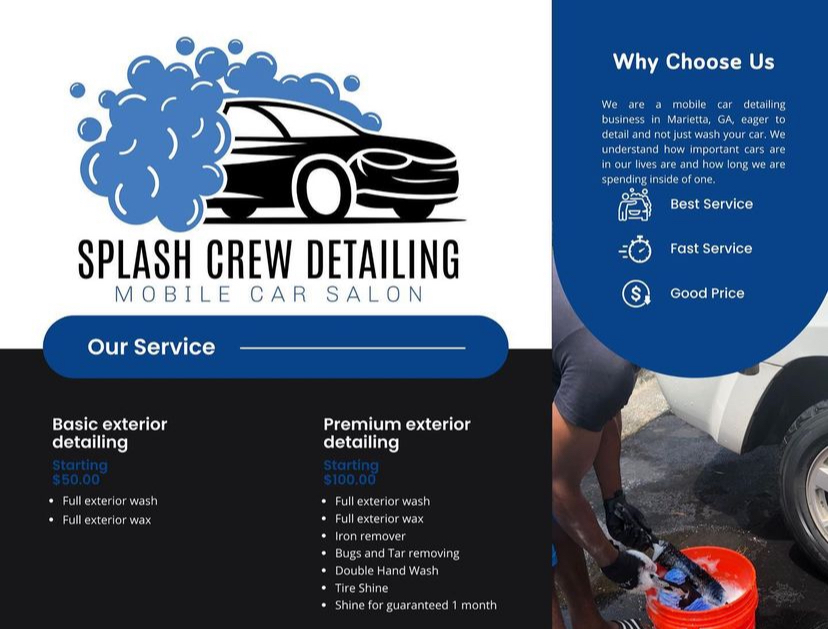 SPLASH CREW DETAILING
MOBILE CAR SALON
Our Service
Basic exterior
detailing
Starting
$50.00
Full exterior wash
Full exterior wax
Premium exterior
detailing
Starting
$100.00
Full exterior wash
Full exterior wax
Iron remover
Bugs and Tar removing
Double Hand Wash
Tire Shine
Shine for guaranteed 1 month
Why Choose Us
We are a mobile car detailing
business in Marietta, GA, eager to
detail and not just wash your car. We
understand how important cars are
in our lives are and how long we are
spending inside of one.
Best Service
Fast Service
Good Price